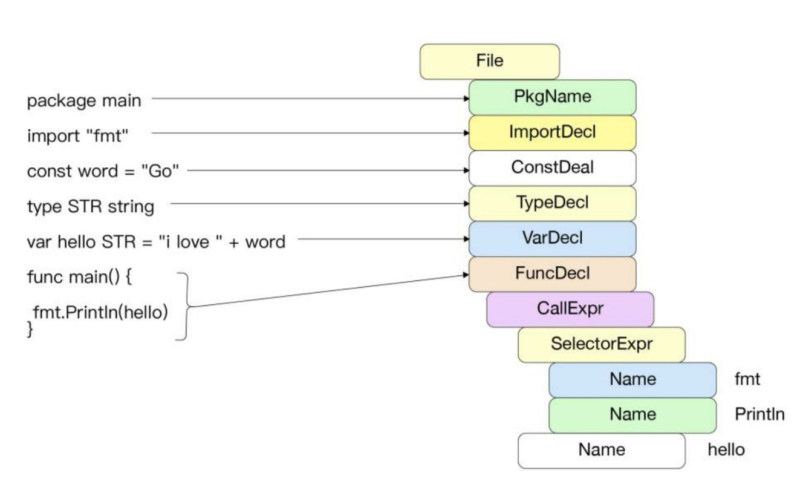 File
package main
PkgName
import "fmt"
ImportDecl
const word = "Go"
ConstDeal
type STR string
TypeDecl
var hello STR = "i love " + word
VarDecl
func main() {
FuncDecl
fmt.Println(hello)
}
CallExpr
SelectorExpr
Name fmt
Name Println
Name hello